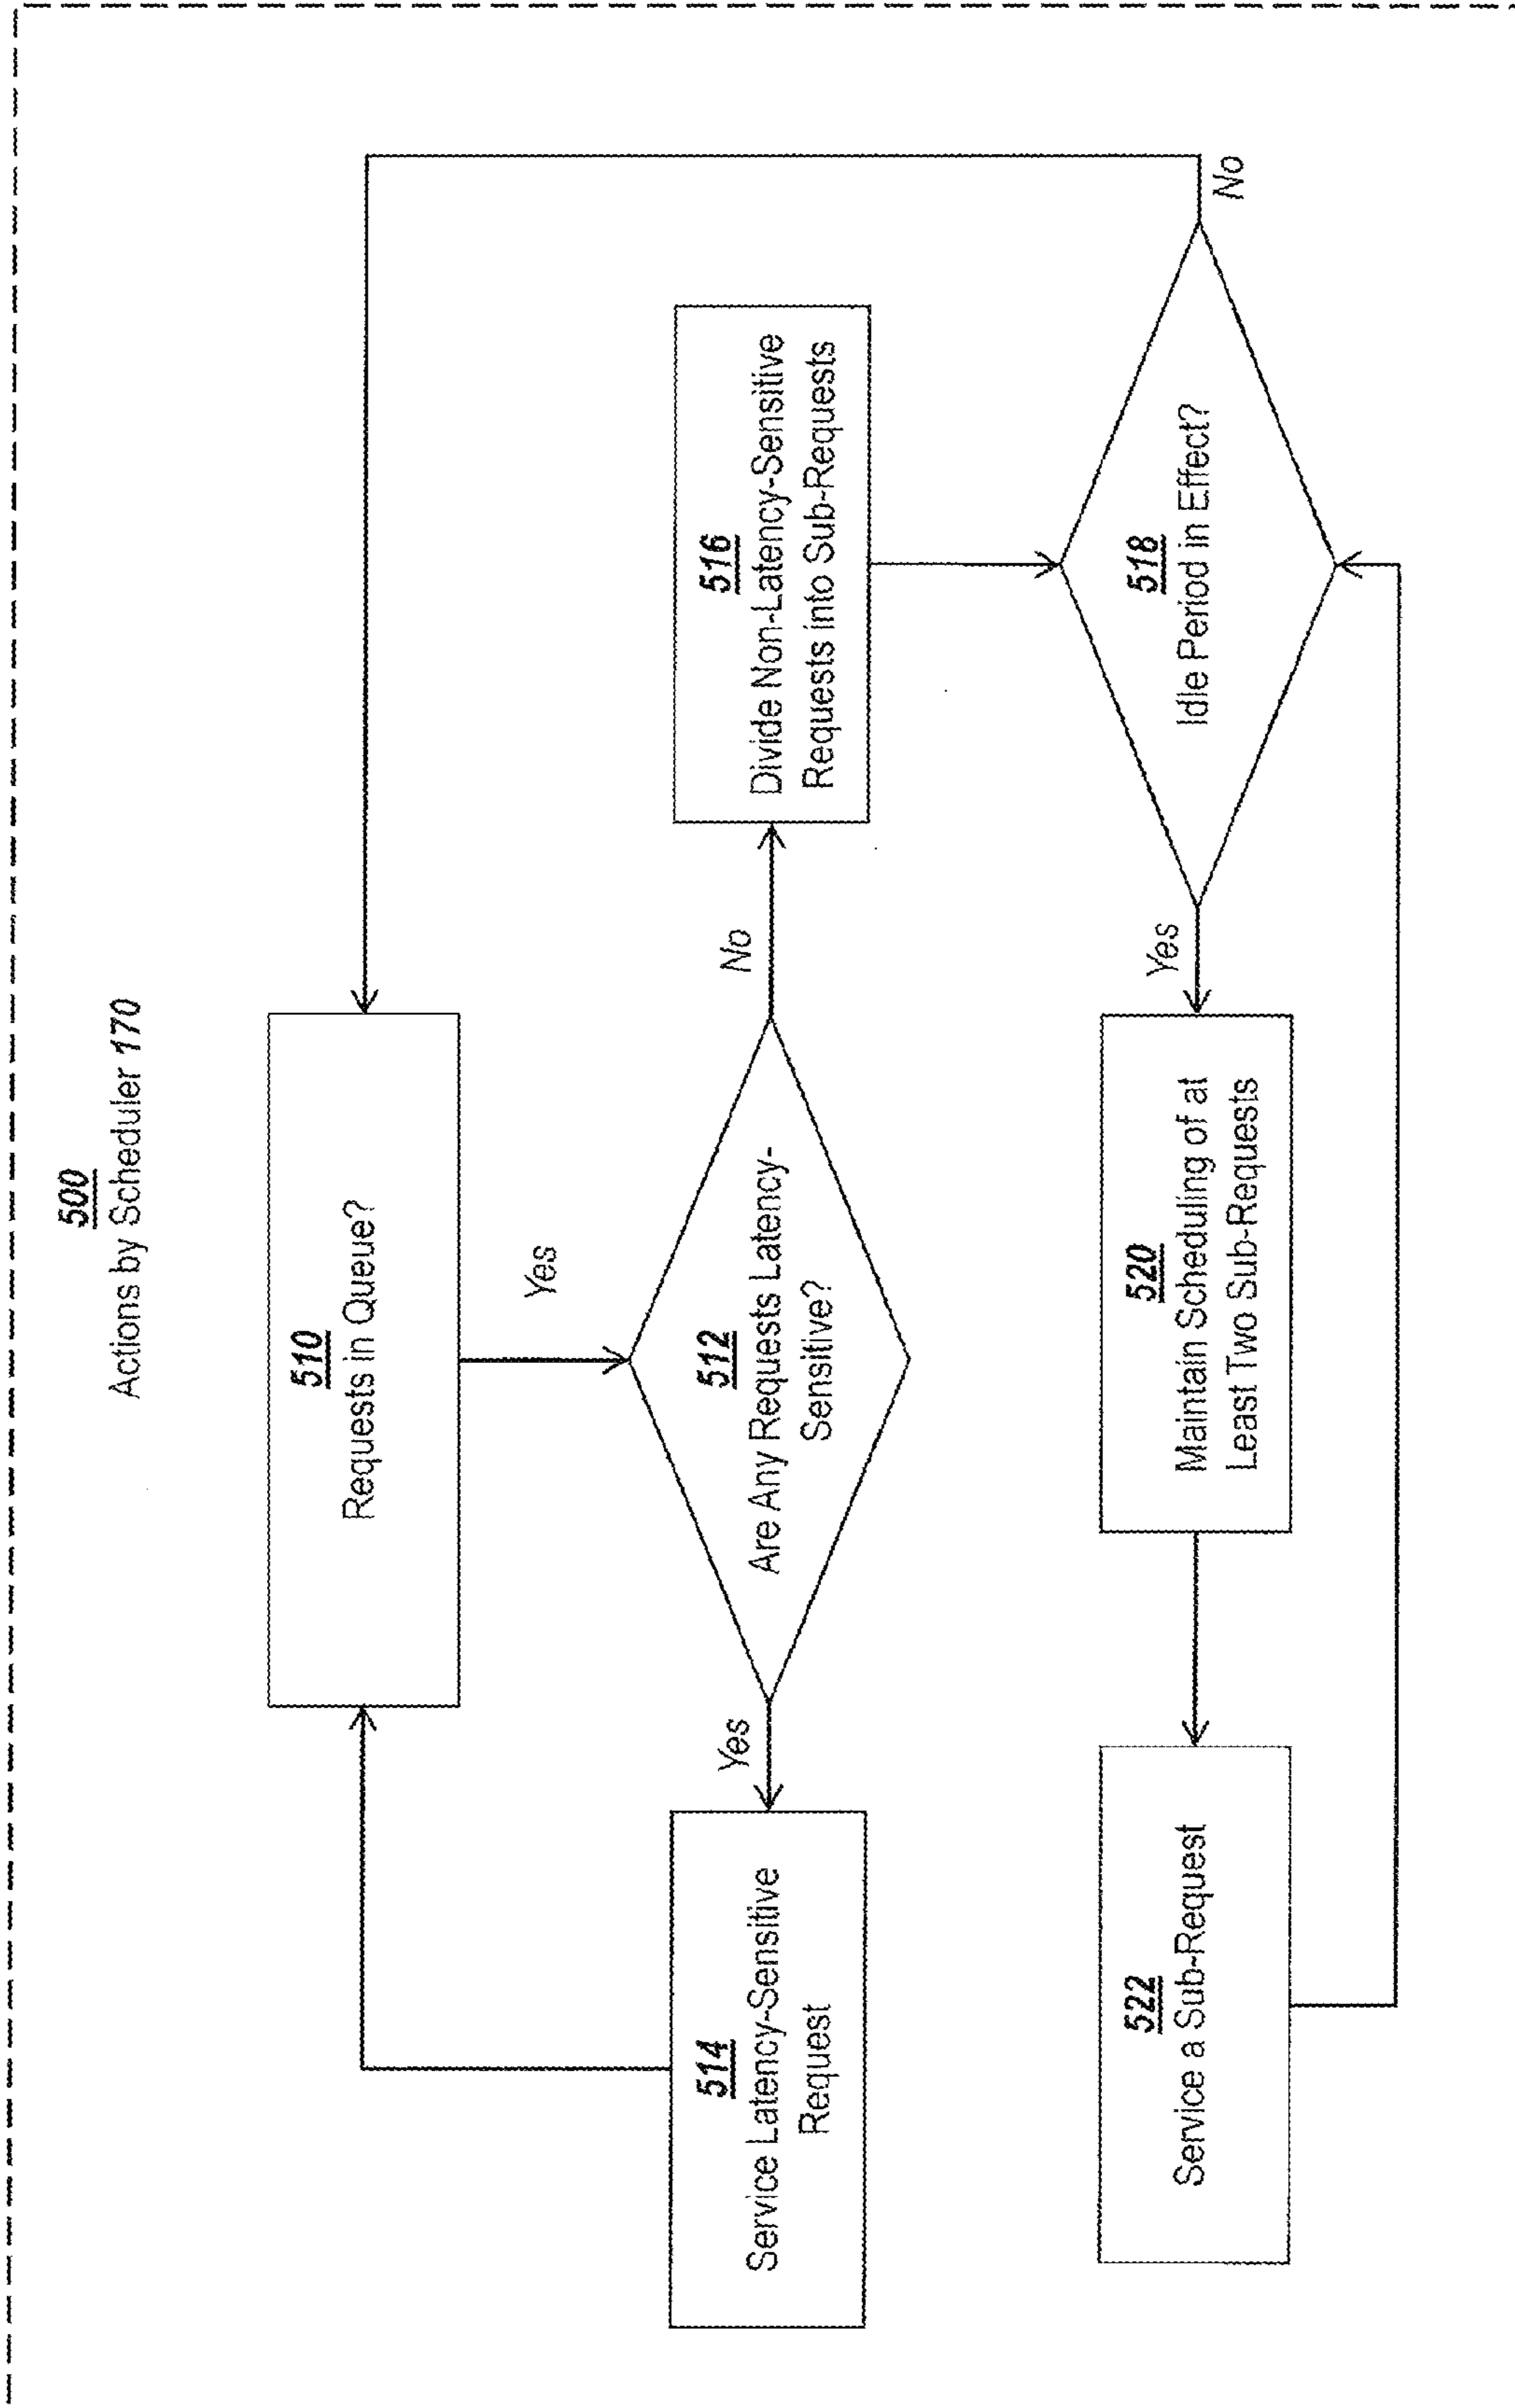 500
Actions by Scheduler 170
510
Requests in Queue?
Yes
512
Are Any Requests Latency-
Sensitive?
Yes
No
514
Service Latency-Sensitive
Request
516
Divide Non-Latency-Sensitive
Requests into Sub-Requests
518
Idle Period in Effect?
Yes
No
520
Maintain Scheduling of at
Least Two Sub-Requests
522
Service a Sub-Request